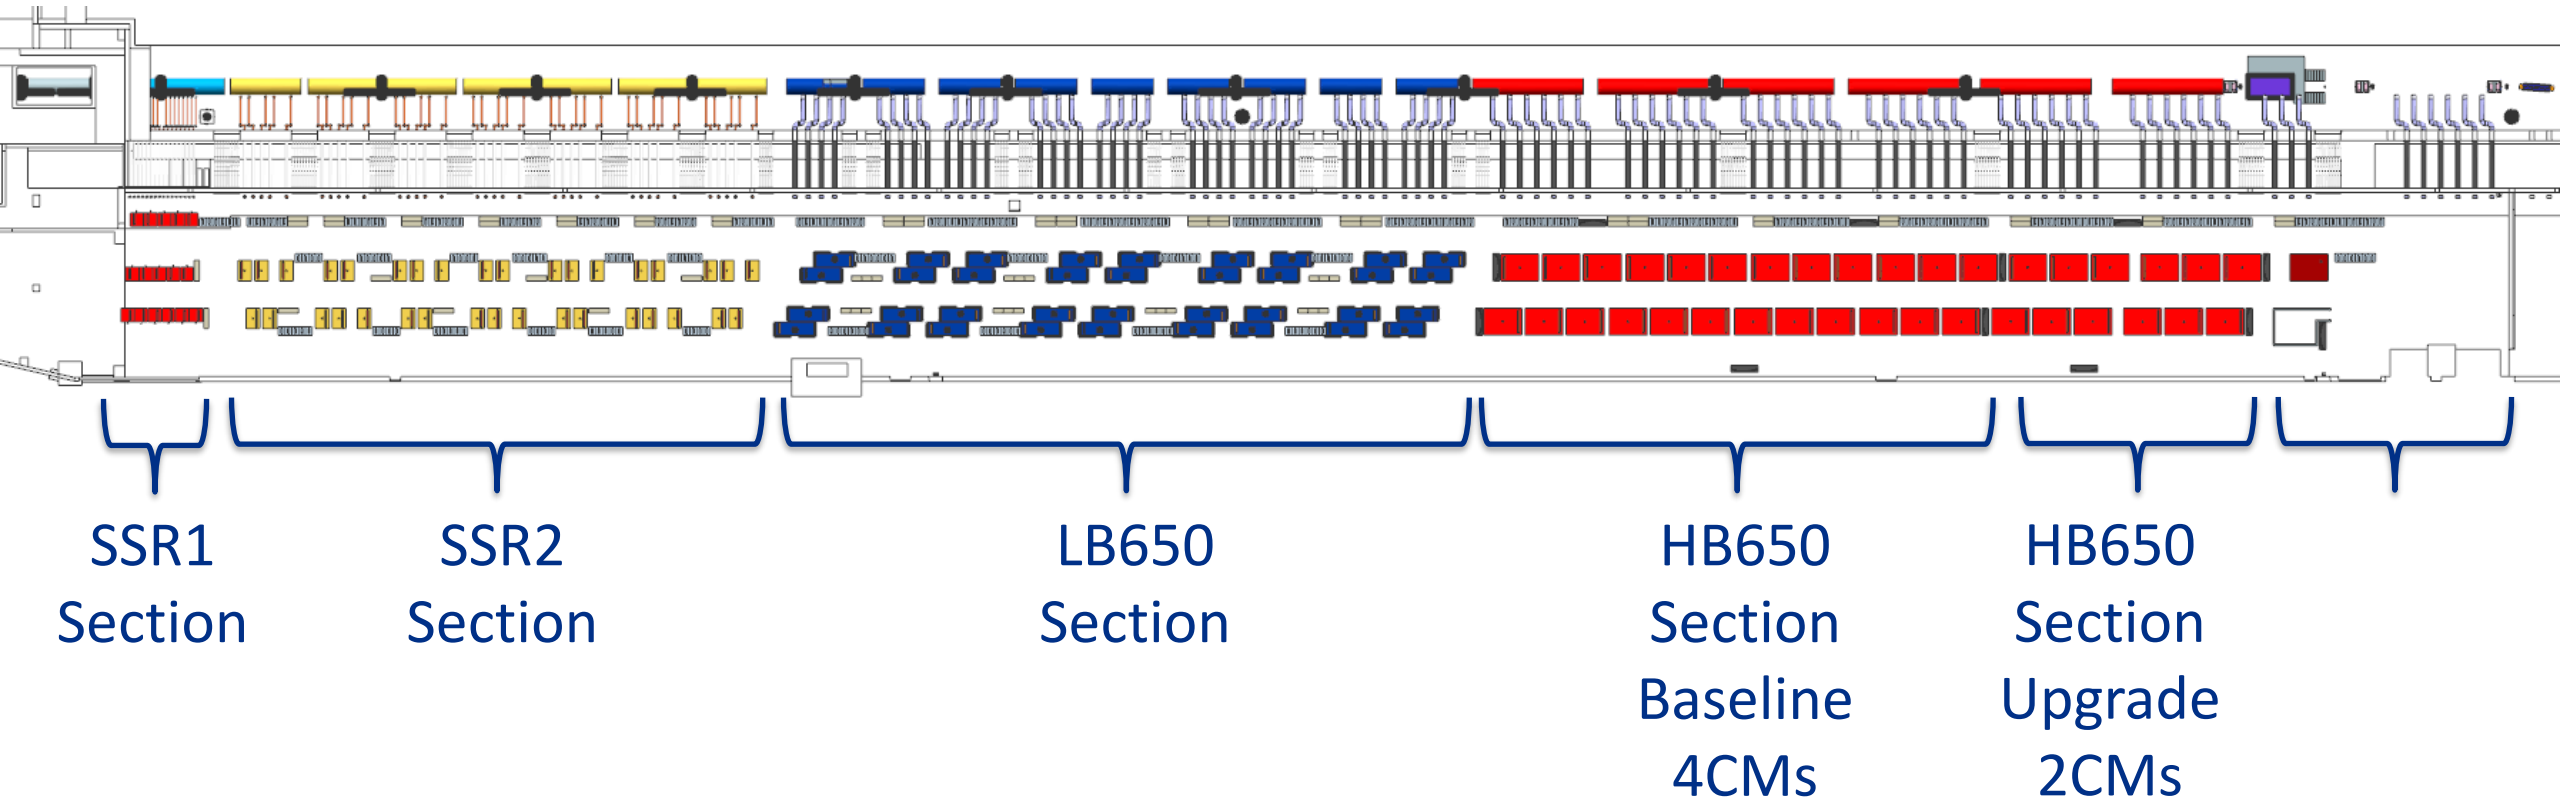 SSR1
Section
SSR2
Section
LB650
Section
HB650
Section
Baseline
4CMs
HB650
Section
Upgrade
2CMs